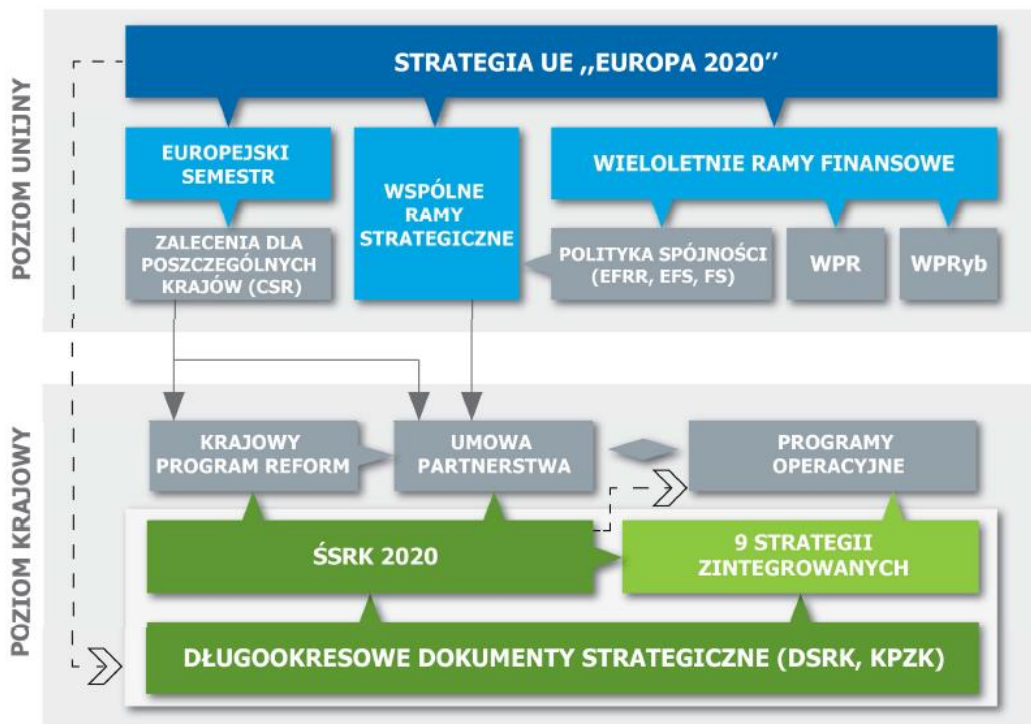 POZIOM UNIJNY
STRATEGIA UE ,,EUROPA 2020”
EUROPEJSKI
SEMESTR
WSPÓLNE
RAMY
STRATEGICZNE
WIELOLETNIE RAMY FINANSOWE
ZALECENIA DLA
POSZCZEGÓLNYCH
KRAJÓW (CSR)
POLITYKA SPÓJNOŚCI
(EFRR, EFS, FS)
WPR
WPRyb
POZIOM KRAJOWY
KRAJOWY
PROGRAM REFORM
UMOWA
PARTNERSTWA
PROGRAMY
OPERACYJNE
ŚSRK 2020
9 STRATEGII
ZINTEGROWANYCH
DŁUGOOKRESOWE DOKUMENTY STRATEGICZNE (DSRK, KPZK)